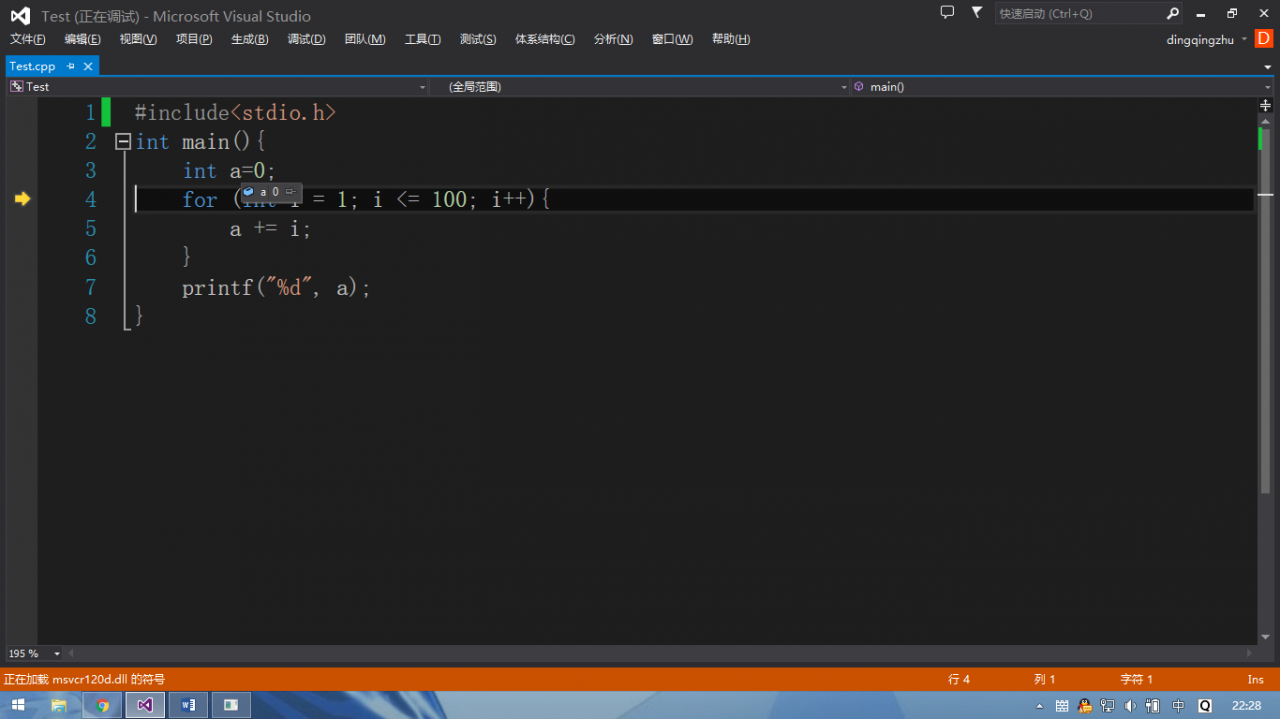 Test (正在调试) - Microsoft Visual Studio
快速启动 (Ctrl+Q)
文件(F) 编辑(E) 视图(V) 项目(P) 生成(B) 调试(D) 团队(M) 工具(T) 测试(S) 体系结构(C) 分析(N) 窗口(W) 帮助(H)
dingqingzhu D
Test.cpp
Test (全局范围) main()
1 #include<stdio.h>
2 int main(){
3 int a=0;
a 0
4 for (int i = 1; i <= 100; i++){
5 a += i;
6 }
7 printf("%d", a);
8 }
195 %
正在加载 msvcr120d.dll 的符号 行 4 列 1 字符 1 Ins
中 Q 22:28